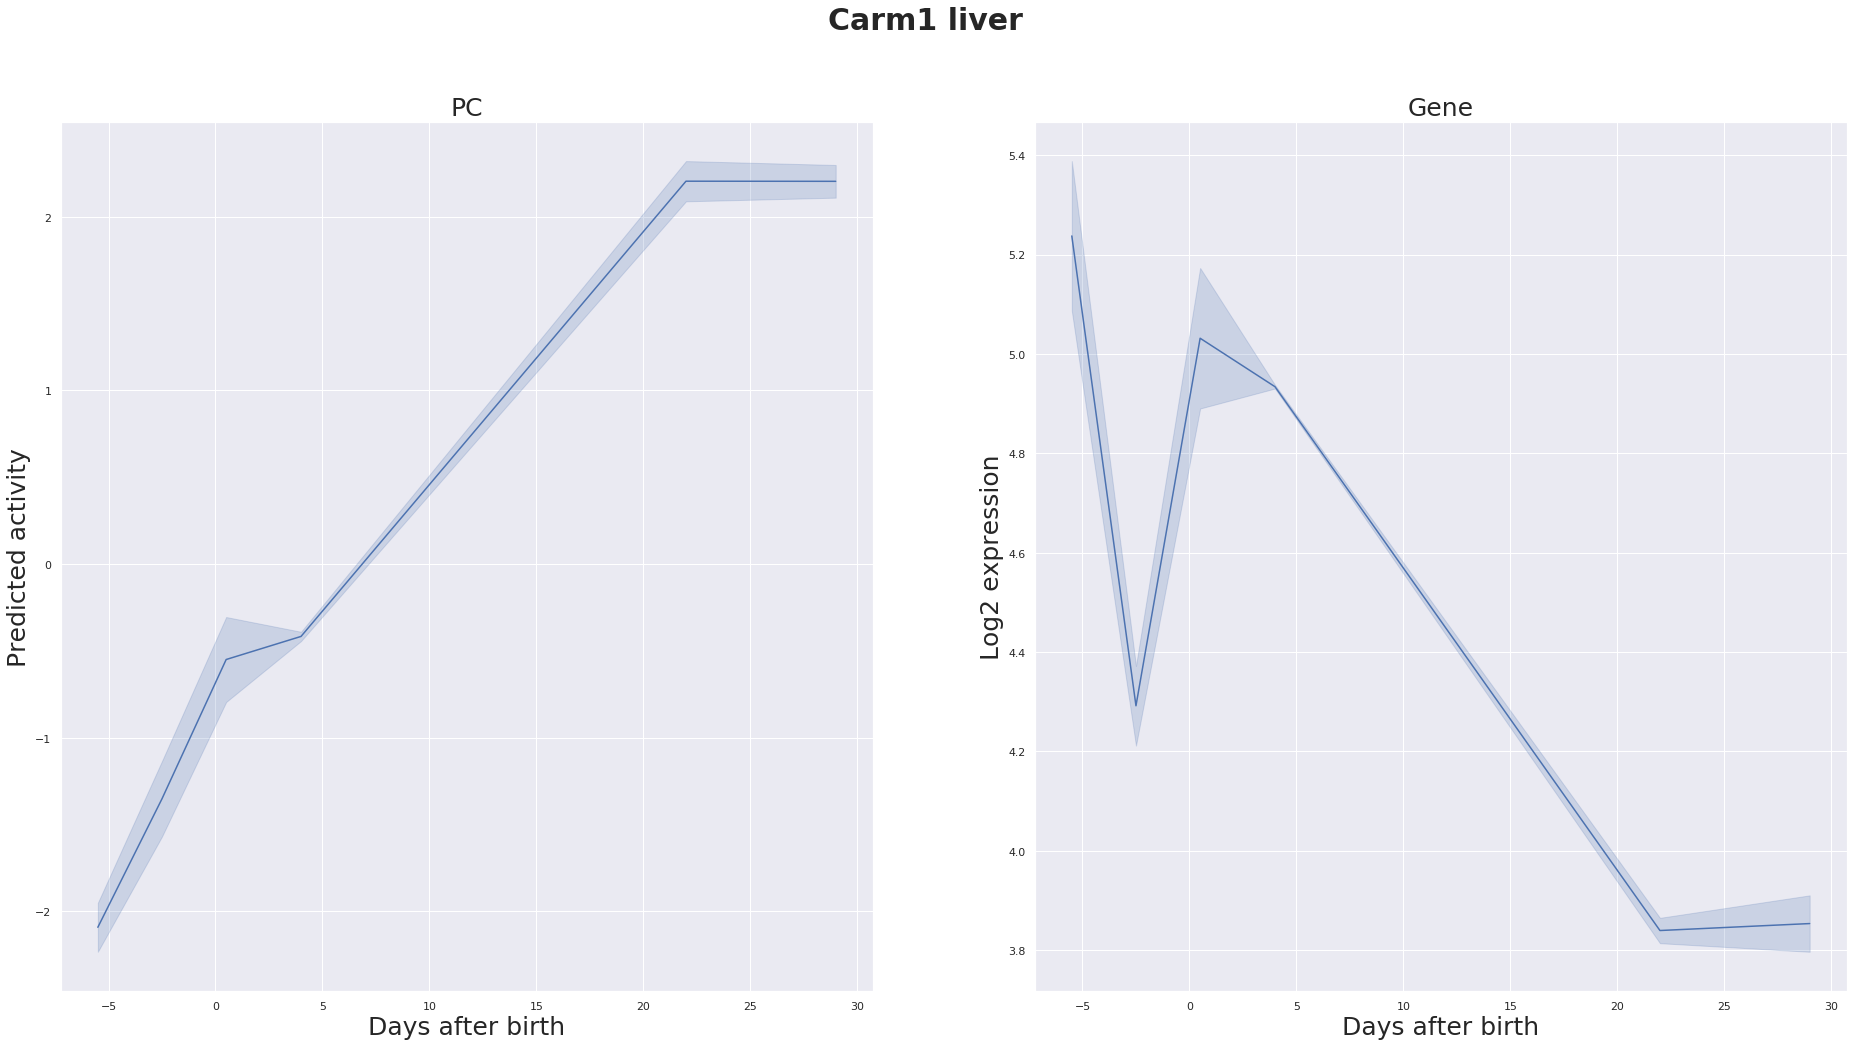 Carm1 liver
PC
Predicted activity
2
1
0
−1
−2
−5 0 5 10 15 20 25 30
Days after birth
Gene
Log2 expression
5.4
5.2
5.0
4.8
4.6
4.4
4.2
4.0
3.8
−5 0 5 10 15 20 25 30
Days after birth